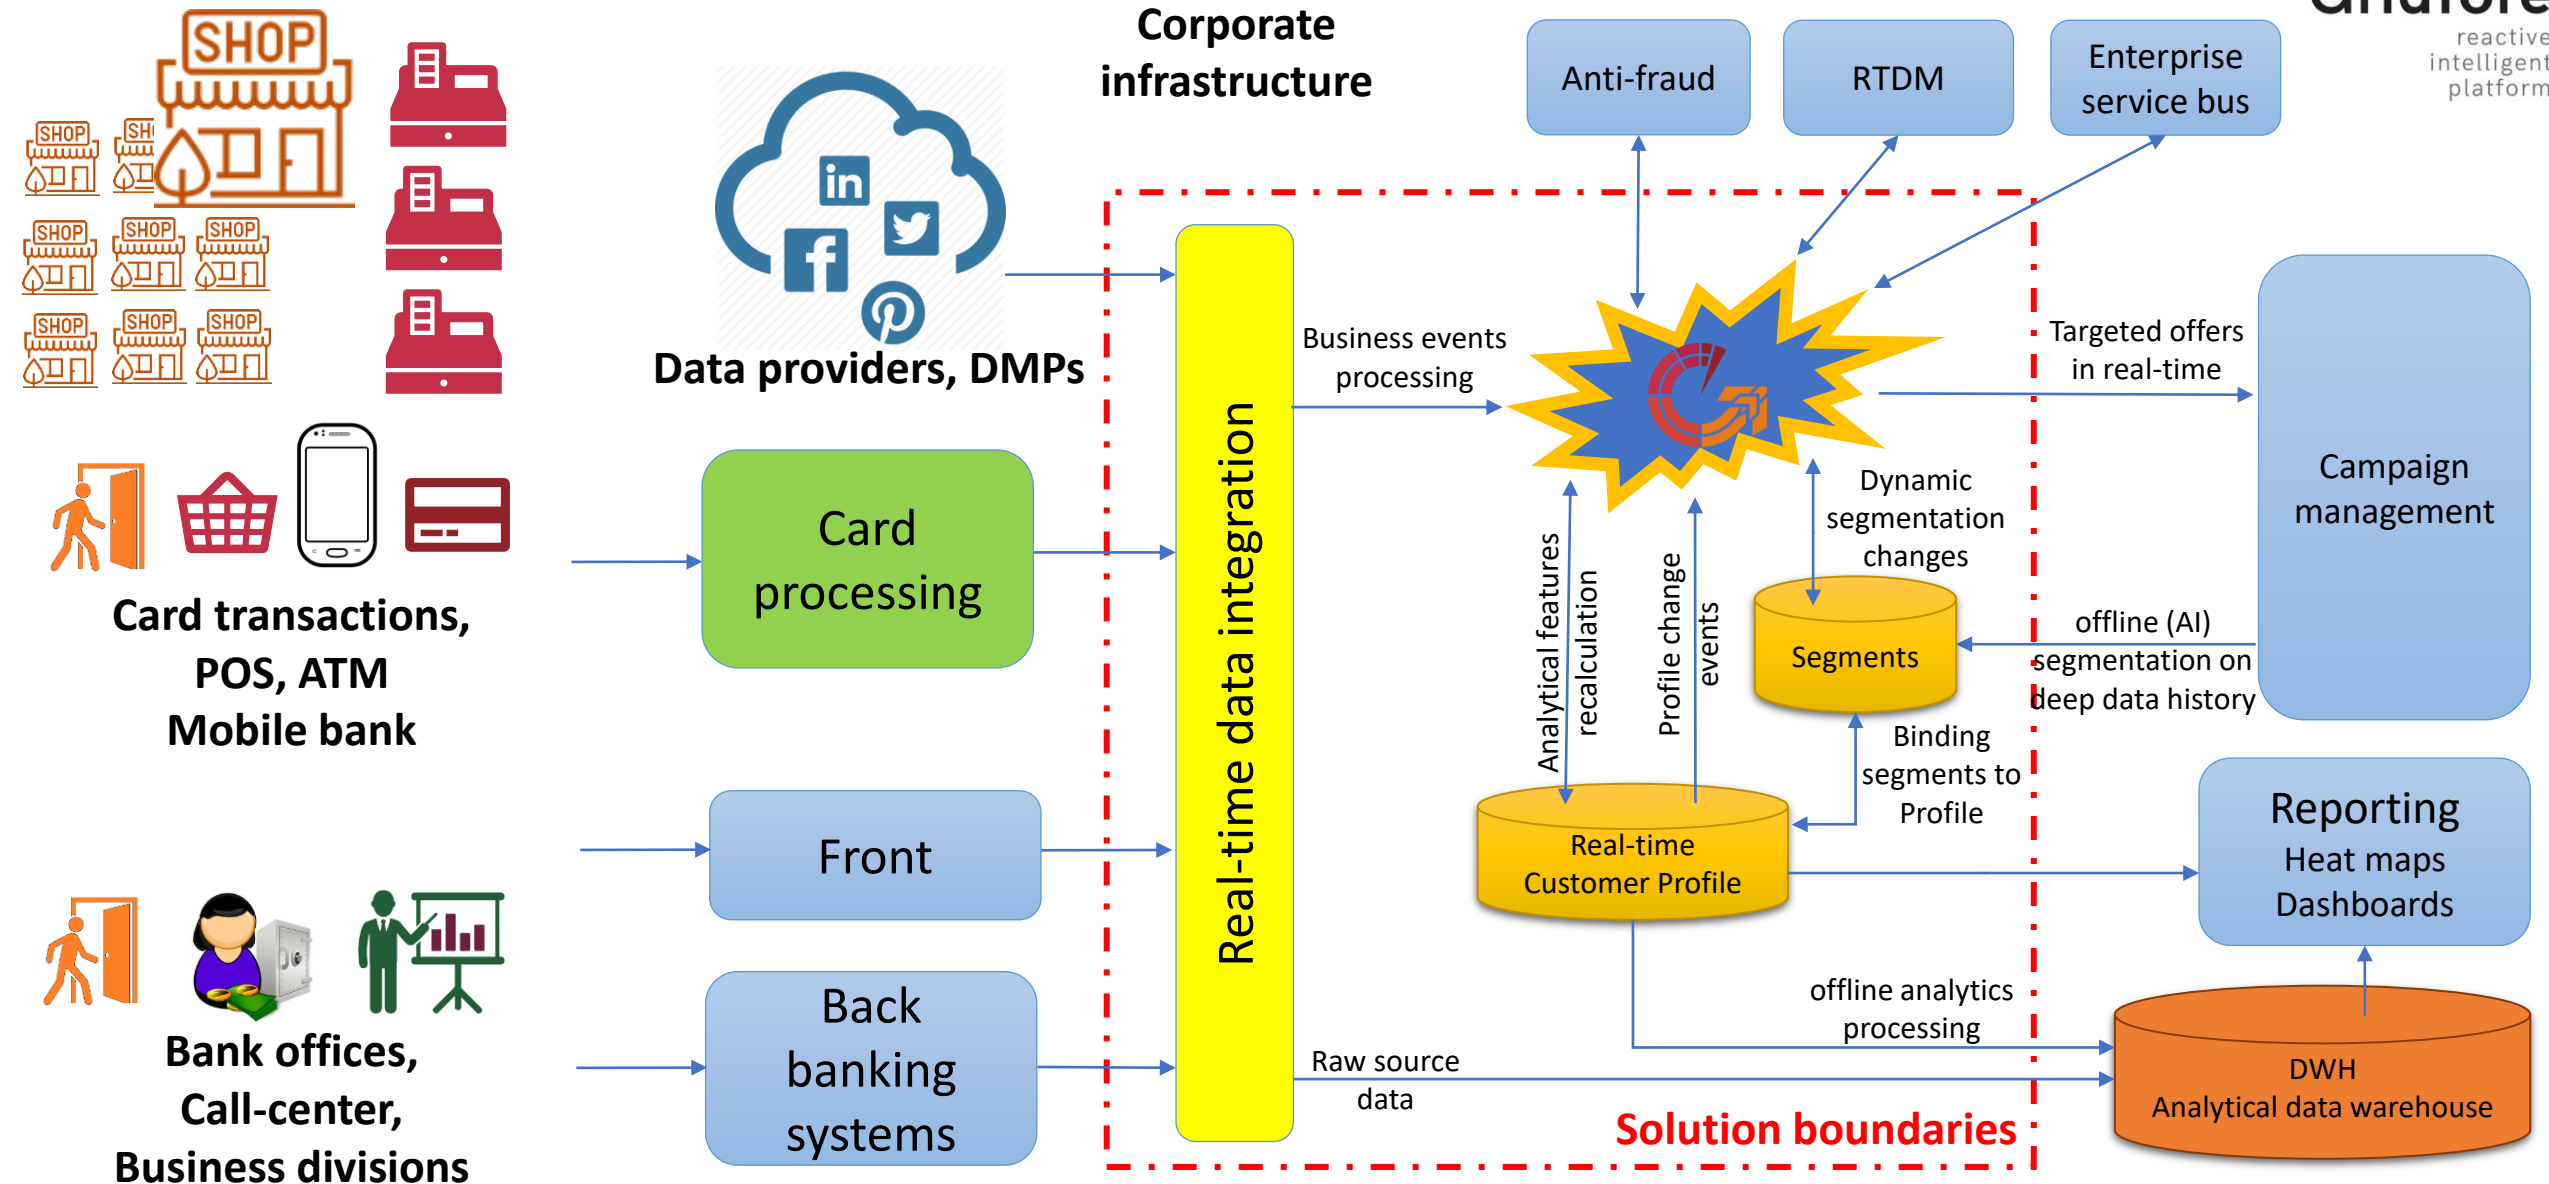 SHOP
SHOP
SHOP
SHOP
SHOP
SHOP
SHOP
SHOP
Card transactions,
POS, ATM
Mobile bank
Bank offices,
Call-center,
Business divisions
in
f
Data providers, DMPs
Card
processing
Front
Back
banking
systems
Corporate
infrastructure
Real-time data integration
Business events
processing
Raw source
data
Anti-fraud
RTDM
Enterprise
service bus
reactive
intelligent
platform
Targeted offers
in real-time
Campaign
management
Dynamic
segmentation
changes
Analytical features
recalculation
Profile change
events
Segments
offline (AI)
segmentation on
deep data history
Binding
segments to
Profile
Real-time
Customer Profile
Reporting
Heat maps
Dashboards
offline analytics
processing
DWH
Analytical data warehouse
Solution boundaries